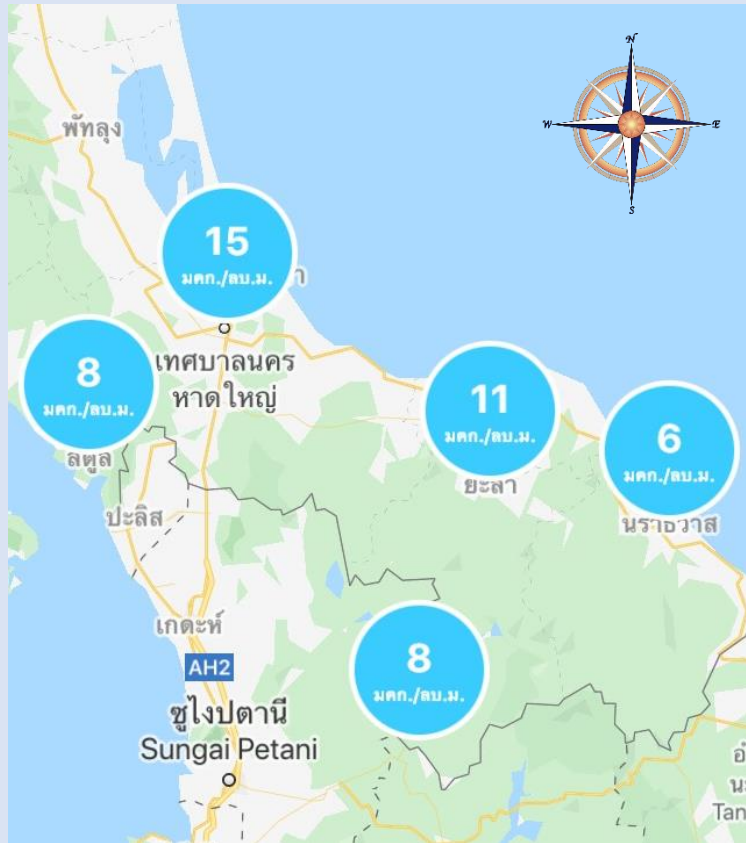 N
W
E
S
พัทลุง
15
มคก./ลบ.ม.
า
เทศบาลนคร
หาดใหญ่
8
มคก./ลบ.ม.
สตูล
11
มคก./ลบ.ม.
ยะลา
6
มคก./ลบ.ม.
นราธิวาส
ปะลิส
เกดะห์
AH2
8
มคก./ลบ.ม.
ซูไงปตานี
Sungai Petani
Tan